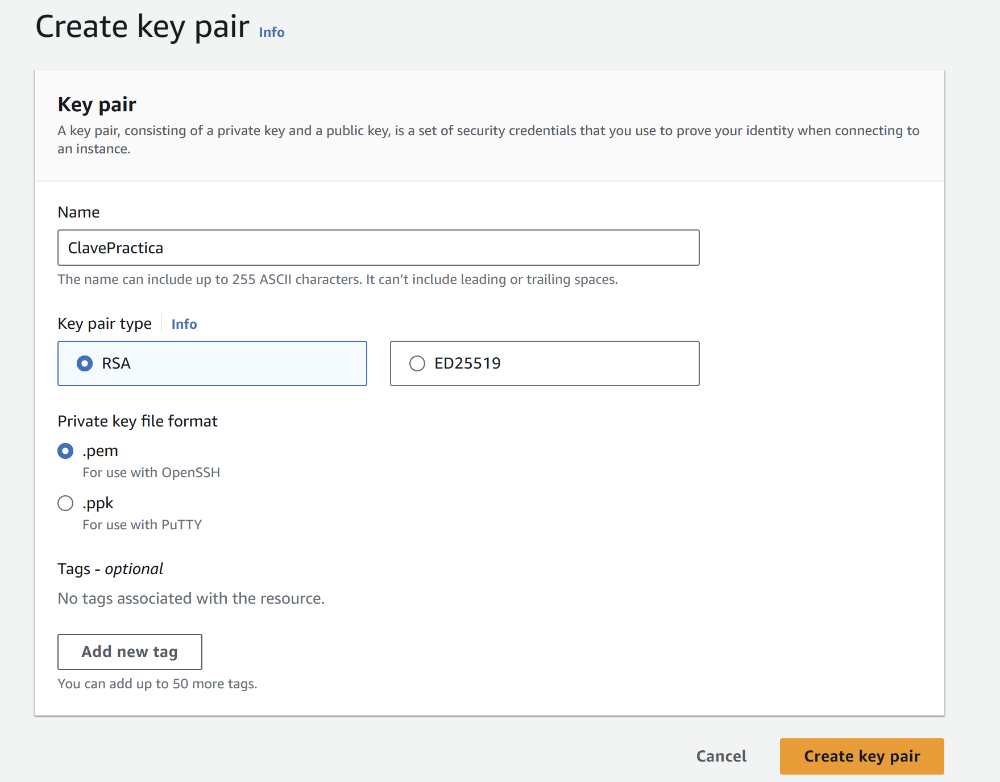 Create key pair Info
Key pair
A key pair, consisting of a private key and a public key, is a set of security credentials that you use to prove your identity when connecting to
an instance.
Name
ClavePractica
The name can include up to 255 ASCII characters. It can’t include leading or trailing spaces.
Key pair type Info
RSA ED25519
Private key file format
.pem
For use with OpenSSH
.ppk
For use with PuTTY
Tags - optional
No tags associated with the resource.
Add new tag
You can add up to 50 more tags.
Cancel Create key pair